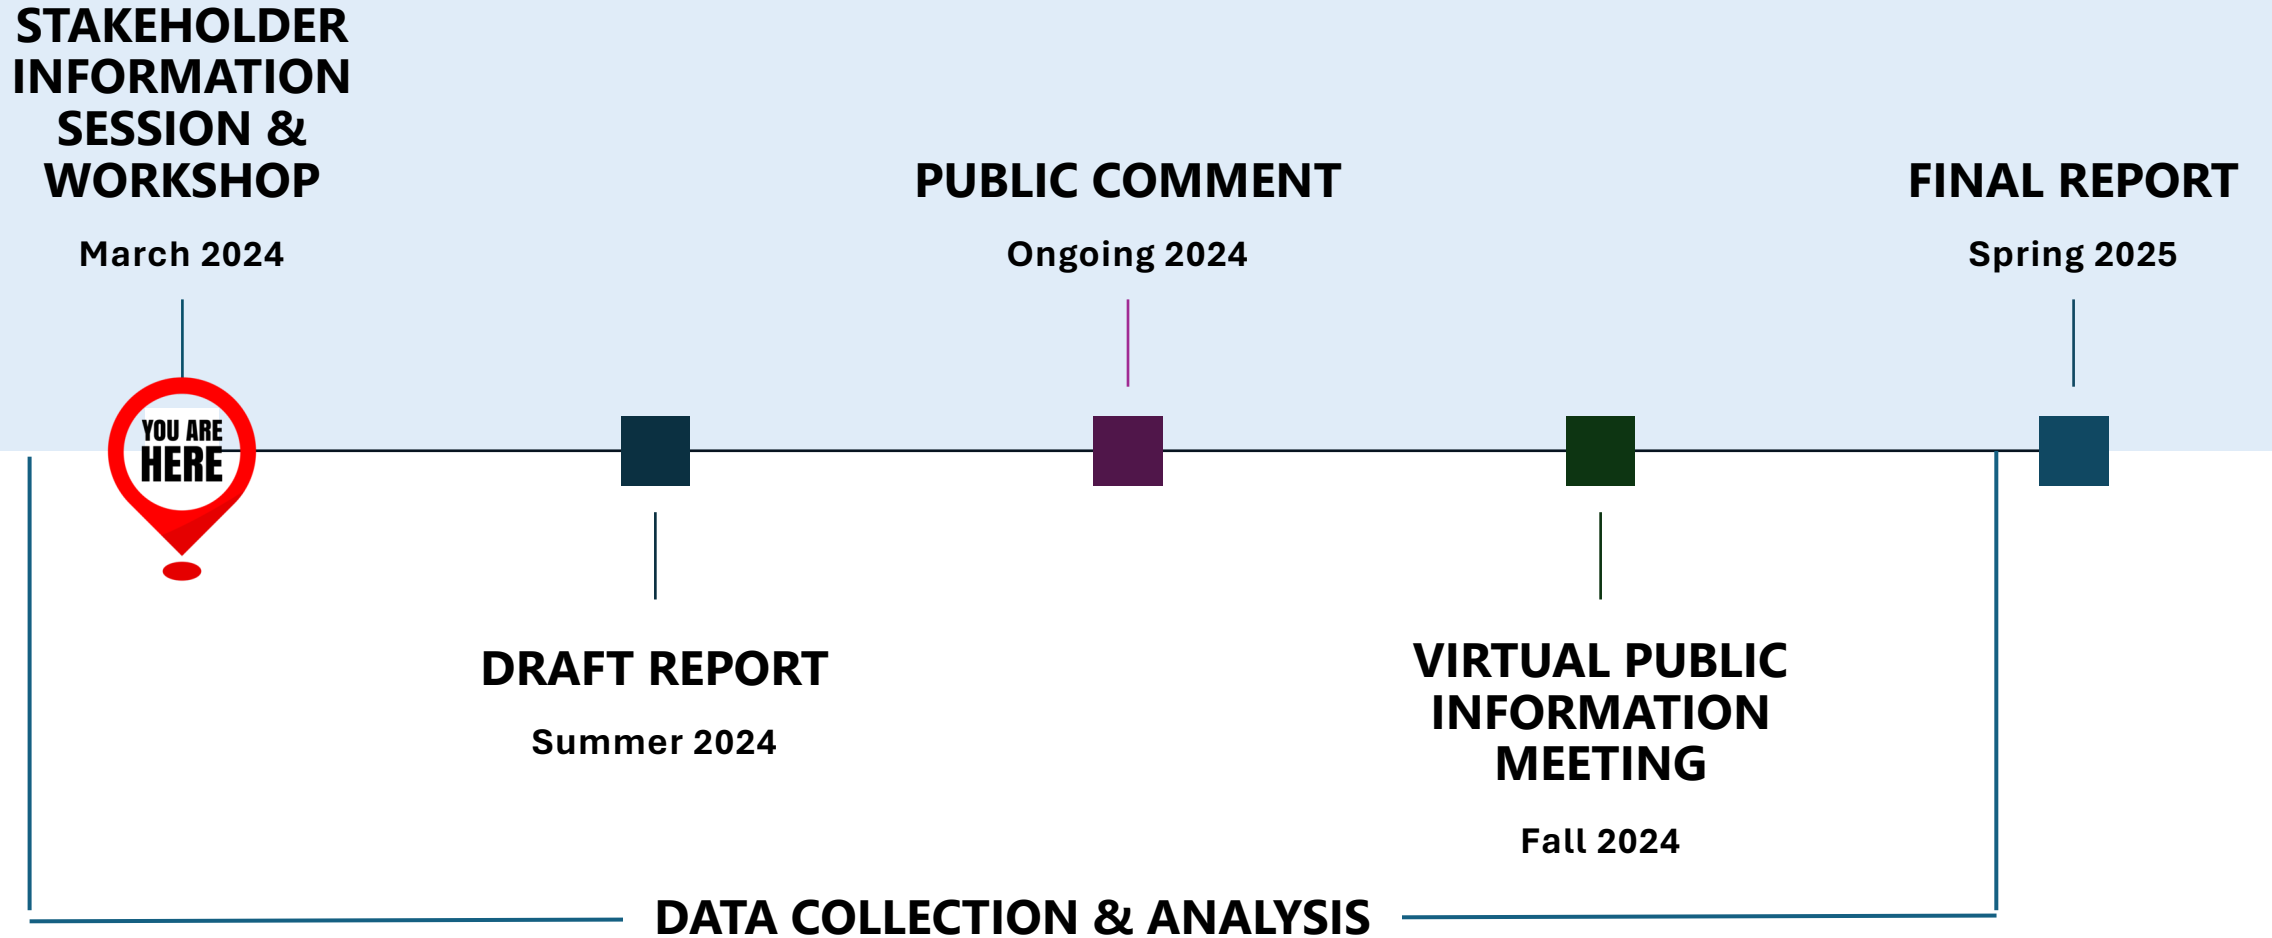 STAKEHOLDER
INFORMATION
SESSION &
WORKSHOP
March 2024
YOU ARE
HERE
DRAFT REPORT
Summer 2024
PUBLIC COMMENT
Ongoing 2024
VIRTUAL PUBLIC
INFORMATION
MEETING
Fall 2024
FINAL REPORT
Spring 2025
DATA COLLECTION & ANALYSIS